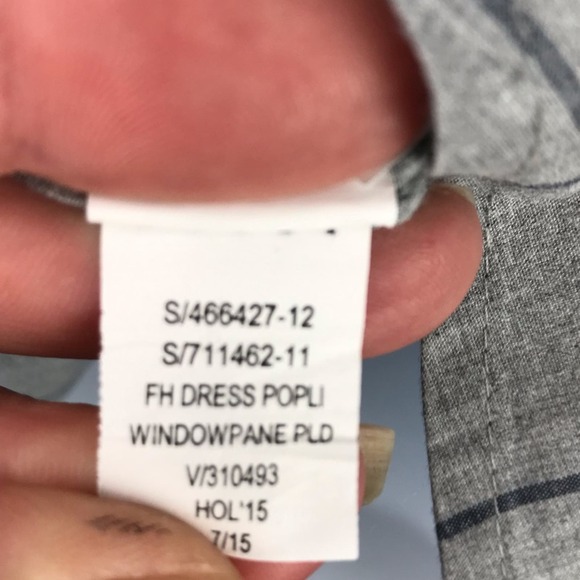 S/466427-12
S/711462-11
FH DRESS POPLI
WINDOWPANE PLD
V/310493
HOL'15
7/15